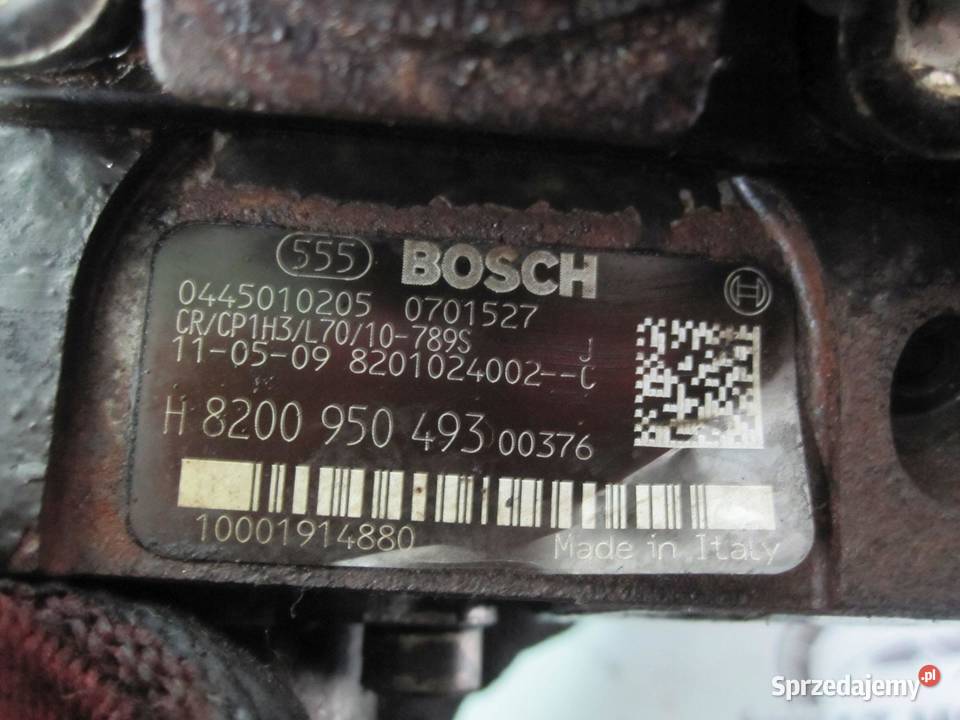 555 BOSCH
0445010205 0701527
CR/CP1H3/L70/10-789S J
11-05-09 8201024002--C
H 8200 950 493 00376
10001914880
Made in Italy
Sprzedajemy.pl